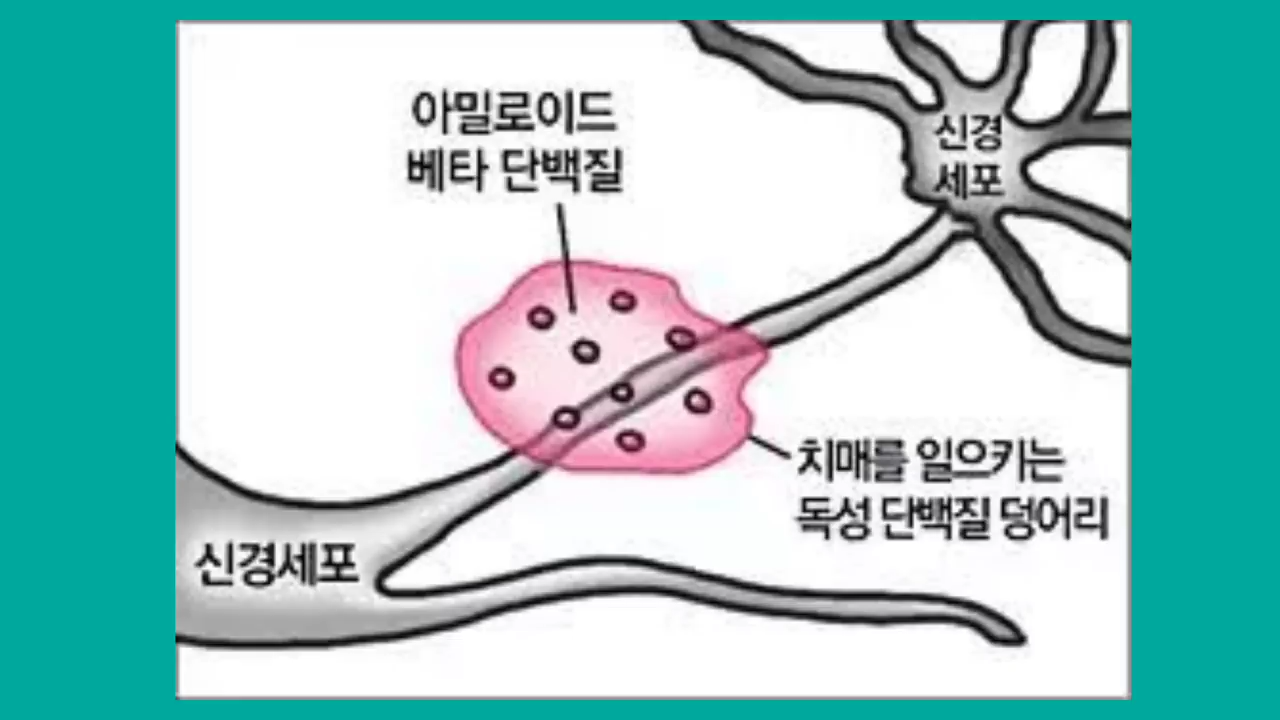 아밀로이드
베타 단백질
신경
세포
치매를 일으키는
독성 단백질 덩어리
신경세포